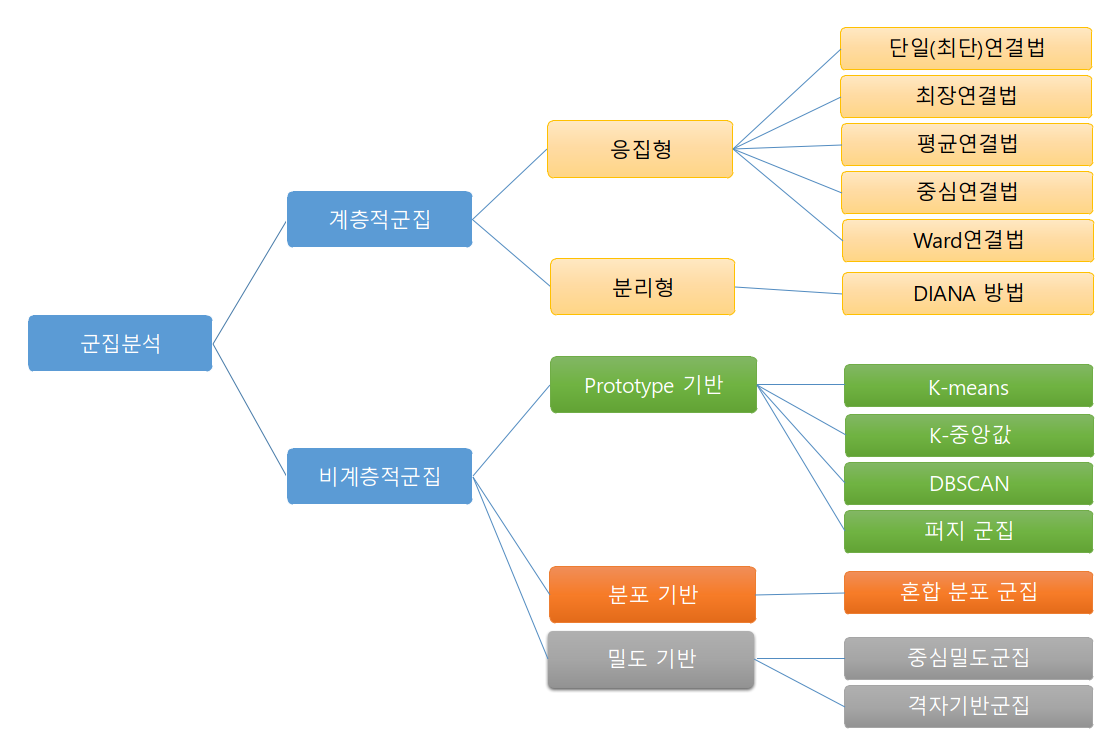 군집분석
계층적군집
응집형
단일(최단)연결법
최장연결법
평균연결법
중심연결법
Ward연결법
분리형
DIANA 방법
비계층적군집
Prototype 기반
K-means
K-중앙값
DBSCAN
퍼지 군집
분포 기반
혼합 분포 군집
밀도 기반
중심밀도군집
격자기반군집